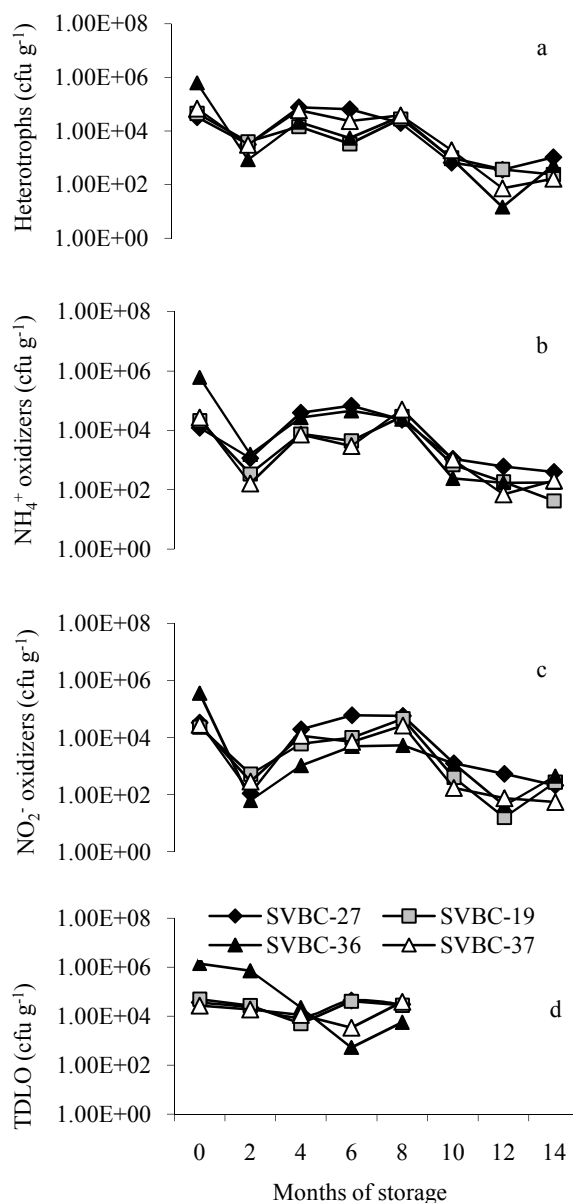 1.00E+08
1.00E+06
1.00E+04
1.00E+02
1.00E+00
Heterotrophs (cfu g⁻¹)
a
1.00E+08
1.00E+06
1.00E+04
1.00E+02
1.00E+00
NH₄⁺ oxidizers (cfu g⁻¹)
b
1.00E+08
1.00E+06
1.00E+04
1.00E+02
1.00E+00
NO₂⁻ oxidizers (cfu g⁻¹)
c
SVBC-27 SVBC-19
SVBC-36 SVBC-37
1.00E+08
1.00E+06
1.00E+04
1.00E+02
1.00E+00
TDLO (cfu g⁻¹)
d
0 2 4 6 8 10 12 14
Months of storage